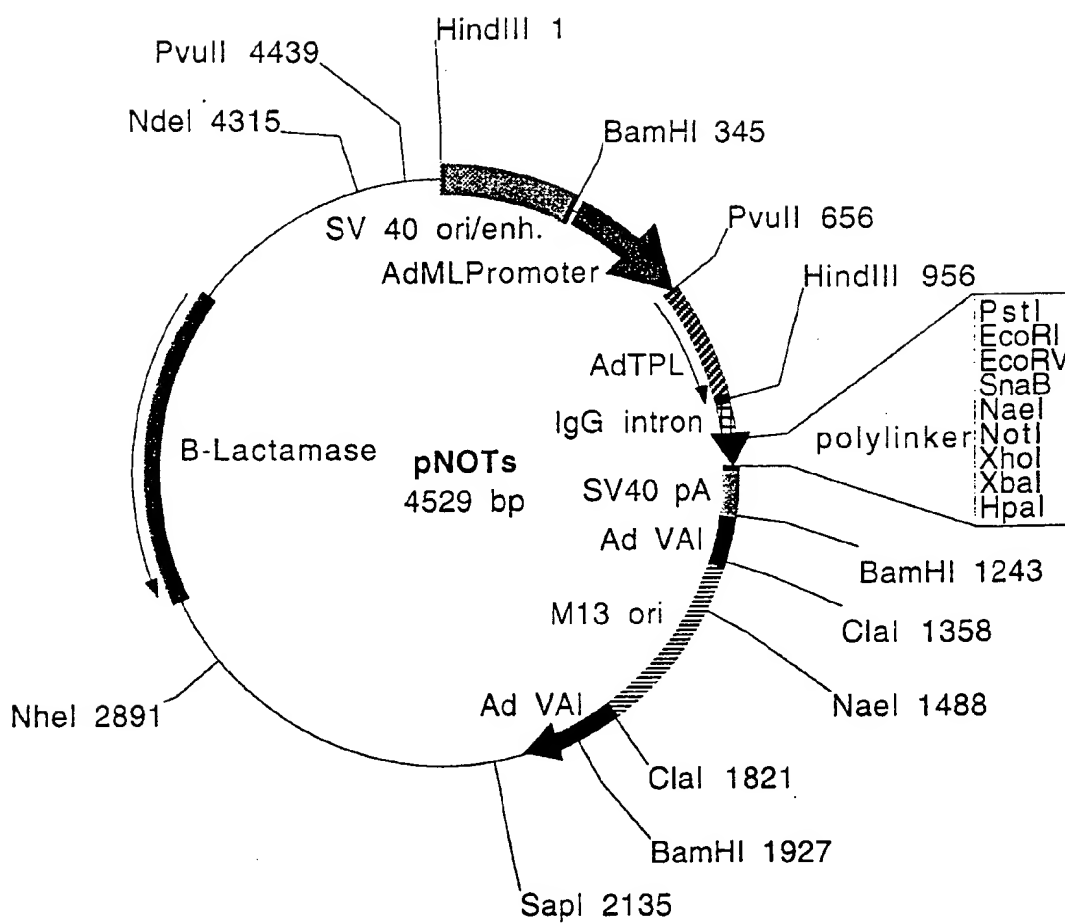 HindIII 1
PvuII 4439
NdeI 4315
BamHI 345
PvuII 656
SV 40 ori/enh.
AdMLPromoter
HindIII 956
PstI
EcoRI
EcoRV
SnaB
NaeI
NotI
XhoI
XbaI
HpaI
polylinker
AdTPL
IgG intron
B-Lactamase
pNOTs
4529 bp
SV40 pA
Ad VAI
BamHI 1243
M13 ori
ClaI 1358
NheI 2891
Ad VAI
NaeI 1488
ClaI 1821
BamHI 1927
SapI 2135